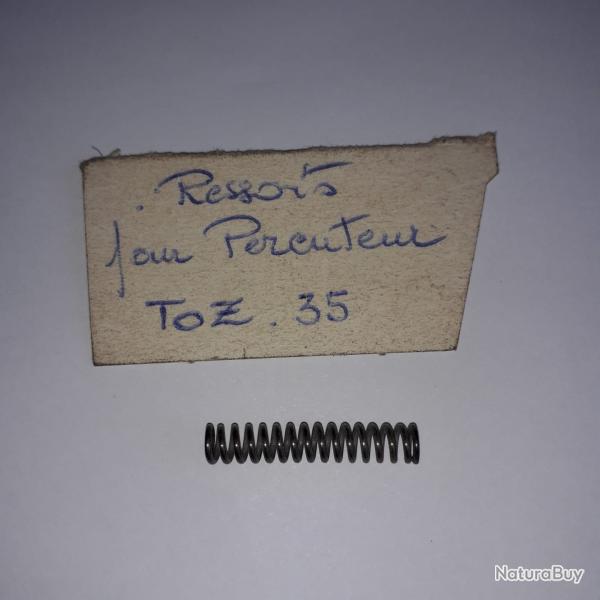 . Ressorts
pour Percuteur
ToZ . 35
NaturaBuy